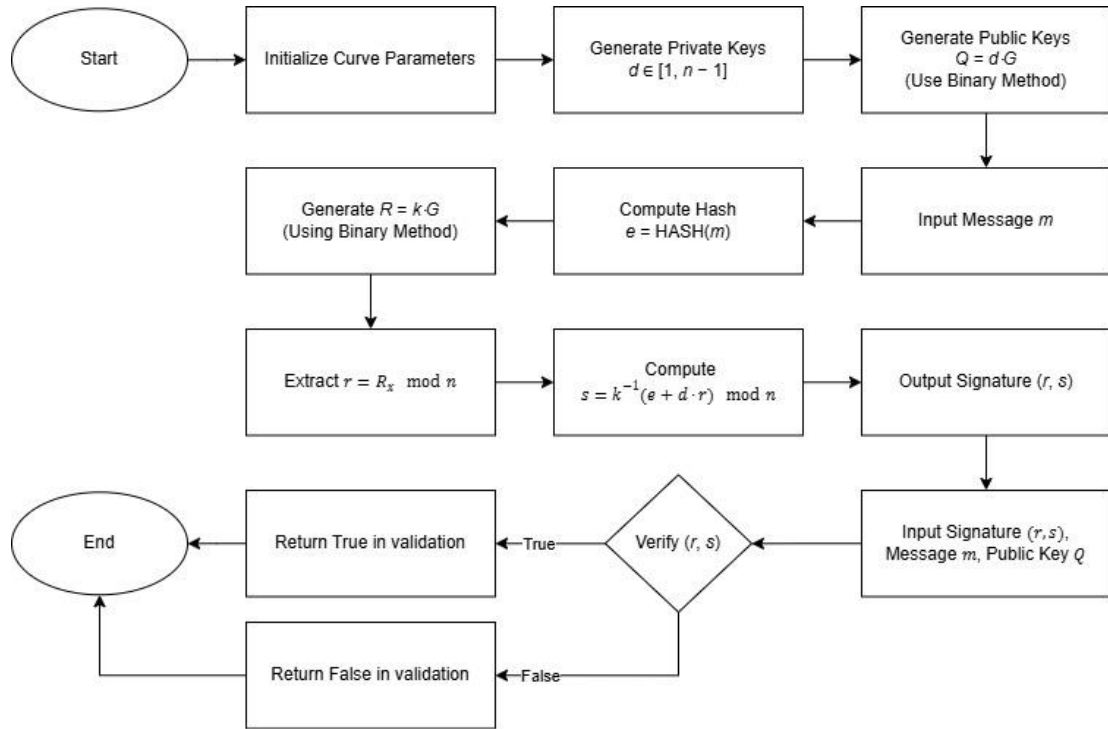 Start
Initialize Curve Parameters
Generate Private Keys
d ∈ [1, n − 1]
Generate Public Keys
Q = d·G
(Use Binary Method)
Input Message m
Compute Hash
e = HASH(m)
Generate R = k·G
(Using Binary Method)
Extract r = Rₓ mod n
Compute
s = k⁻¹(e + d · r) mod n
Output Signature (r, s)
Input Signature (r,s),
Message m, Public Key Q
Verify (r, s)
True
Return True in validation
End
False
Return False in validation